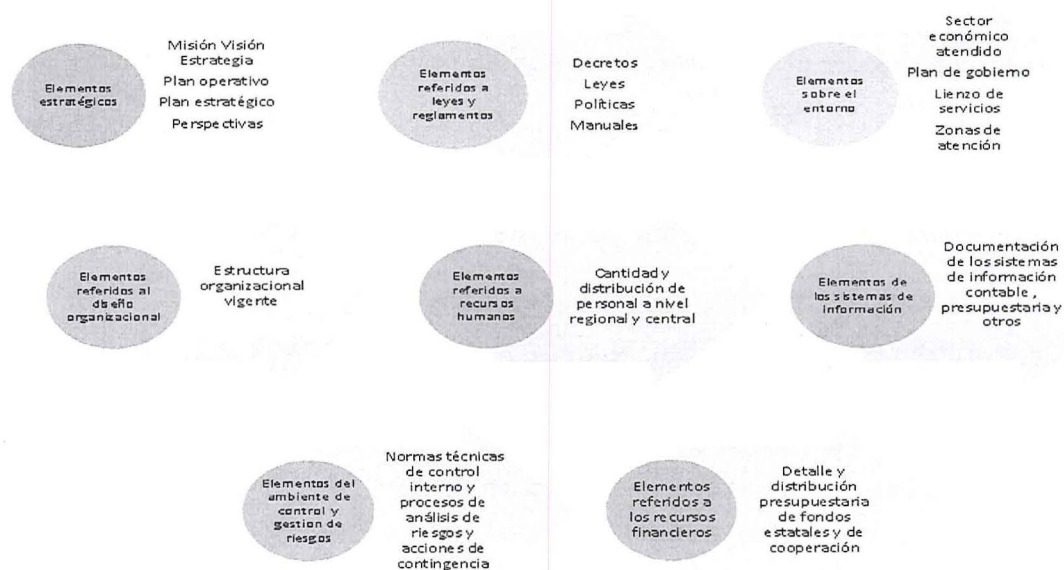 Elementos
estratégicos
Misión Visión
Estrategia
Plan operativo
Plan estratégico
Perspectivas
Elementos
referidos a
leyes y
reglamentos
Decretos
Leyes
Políticas
Manuales
Elementos
sobre el
entorno
Sector
económico
atendido
Plan de gobierno
Lienzo de
servicios
Zonas de
atención
Elementos
referidos al
diseño
organizacional
Estructura
organizacional
vigente
Elementos
referidos a
recursos
humanos
Cantidad y
distribución de
personal a nivel
regional y central
Elementos de
los sistemas de
información
Documentación
de los sistemas
de información
contable ,
presupuestaria y
otros
Elementos del
ambiente de
control y
gestion de
riesgos
Normas técnicas
de control
interno y
procesos de
análisis de
riesgos y
acciones de
contingencia
Elementos
referidos a
los recursos
financieros
Detalle y
distribución
presupuestaria
de fondos
estatales y de
cooperación